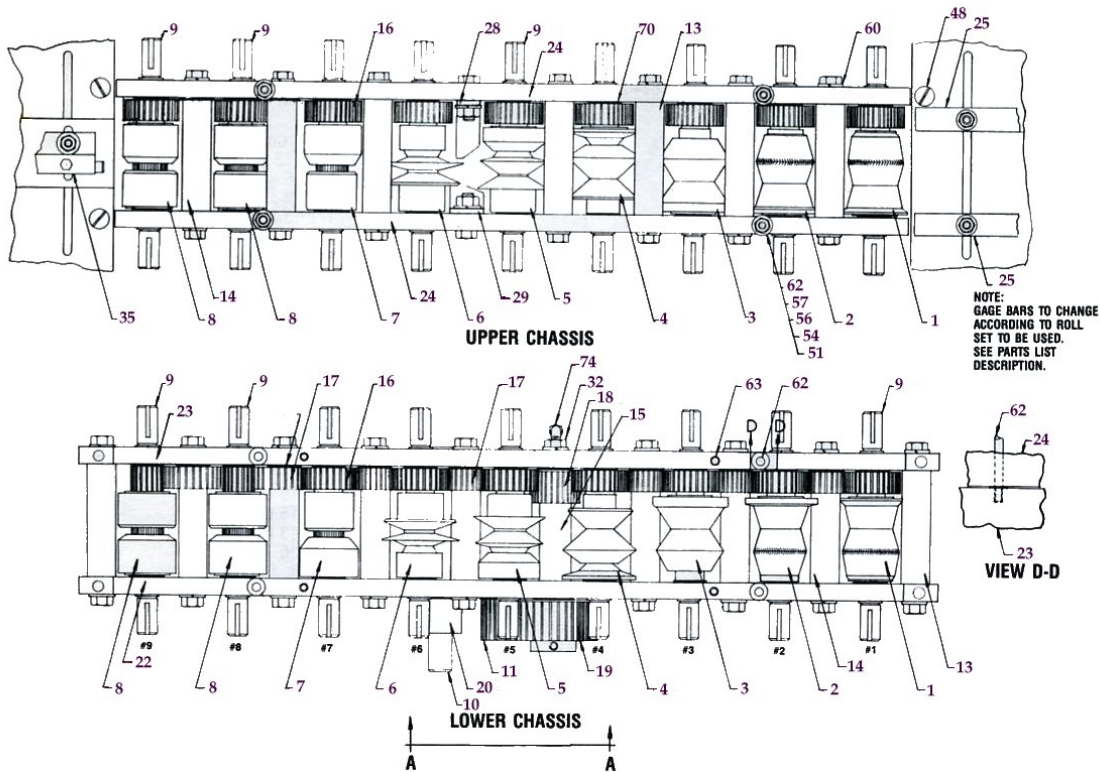 9 9 16 28 9 24 70 13 60 48 25
35 14 8 8 7 24 6 29 5 4 3 62 2 1 25
57
56
54
51
UPPER CHASSIS
NOTE:
GAGE BARS TO CHANGE
ACCORDING TO ROLL
SET TO BE USED.
SEE PARTS LIST
DESCRIPTION.
74
9 23 9 17 16 17 32 18 15 63 62 9
D D
62
24
23
VIEW D-D
#9 #8 #7 #6 #5 #4 #3 #2 #1
22 11 19 14 13
8 8 7 6 20 5 4 3 2 1
10
LOWER CHASSIS
A A